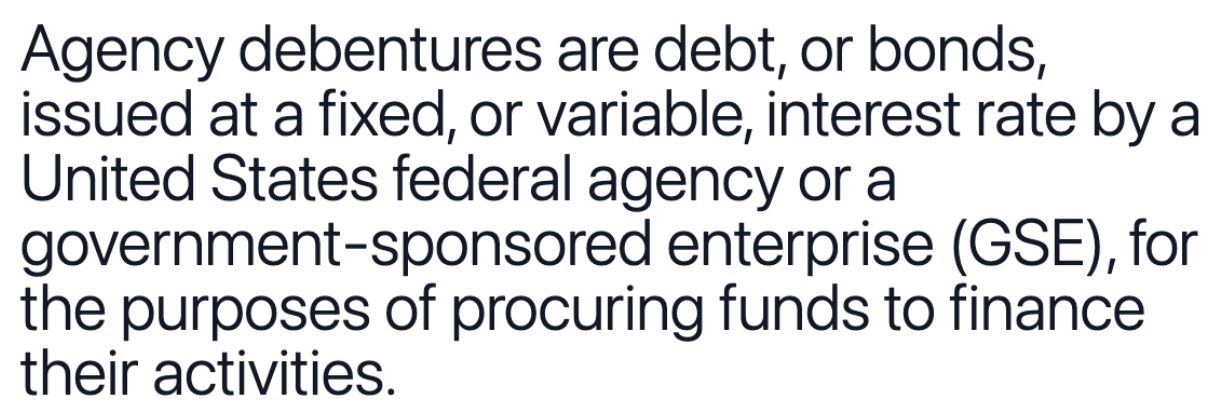 Agency debentures are debt, or bonds,
issued at a fixed, or variable, interest rate by a
United States federal agency or a
government-sponsored enterprise (GSE), for
the purposes of procuring funds to finance
their activities.